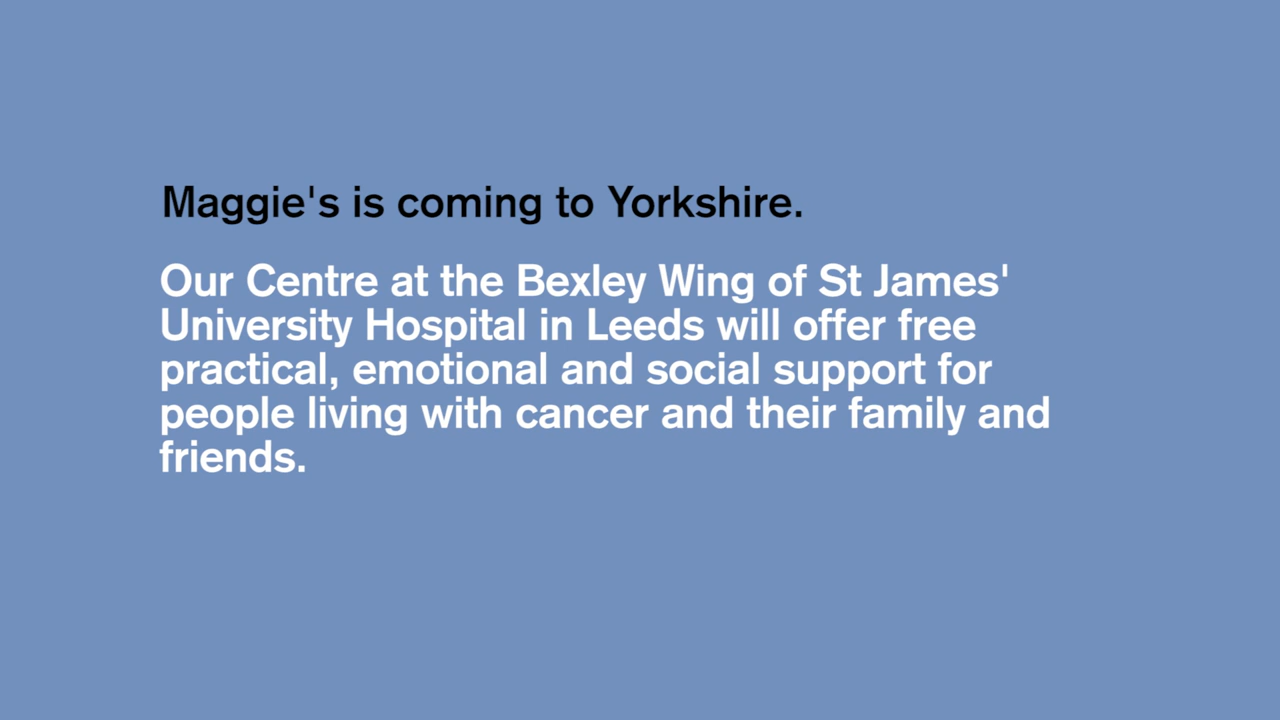 Maggie's is coming to Yorkshire.
Our Centre at the Bexley Wing of St James'
University Hospital in Leeds will offer free
practical, emotional and social support for
people living with cancer and their family and
friends.